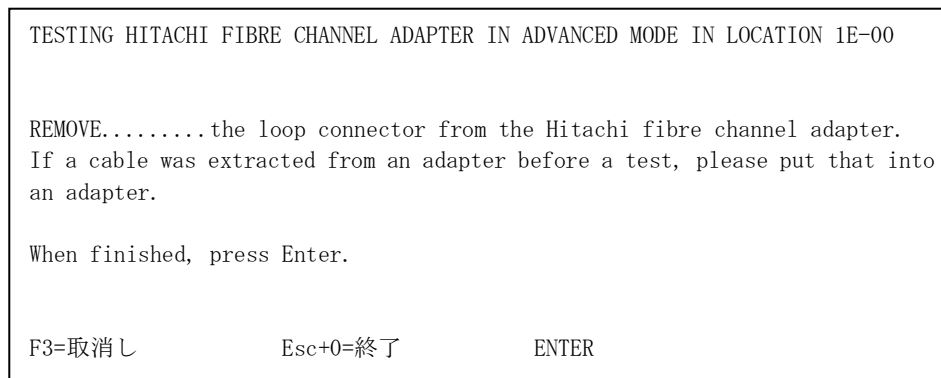 TESTING HITACHI FIBRE CHANNEL ADAPTER IN ADVANCED MODE IN LOCATION 1E-00
REMOVE.........the loop connector from the Hitachi fibre channel adapter.
If a cable was extracted from an adapter before a test, please put that into
an adapter.
When finished, press Enter.
F3=取消し Esc+0=終了 ENTER